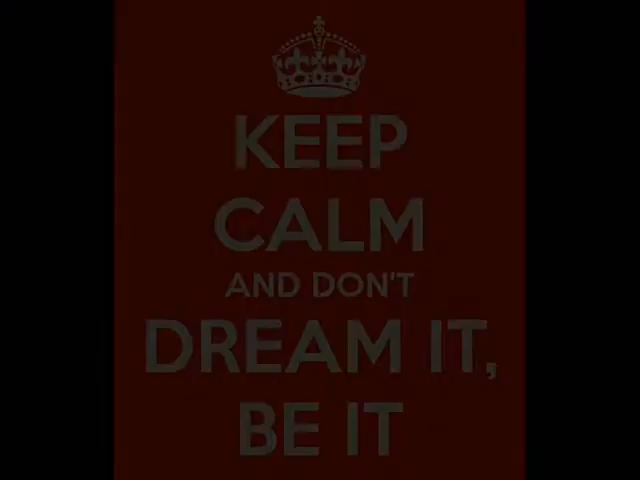 KEEP
CALM
AND DON'T
DREAM IT,
BE IT